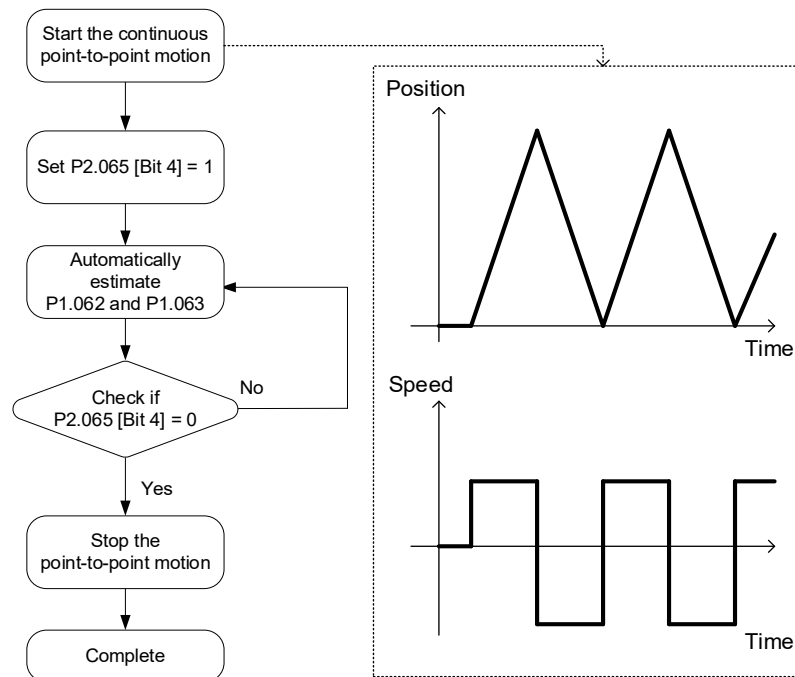 Start the continuous
point-to-point motion
Set P2.065 [Bit 4] = 1
Automatically
estimate
P1.062 and P1.063
Check if
P2.065 [Bit 4] = 0
No
Yes
Stop the
point-to-point motion
Complete
Position
Time
Speed
Time